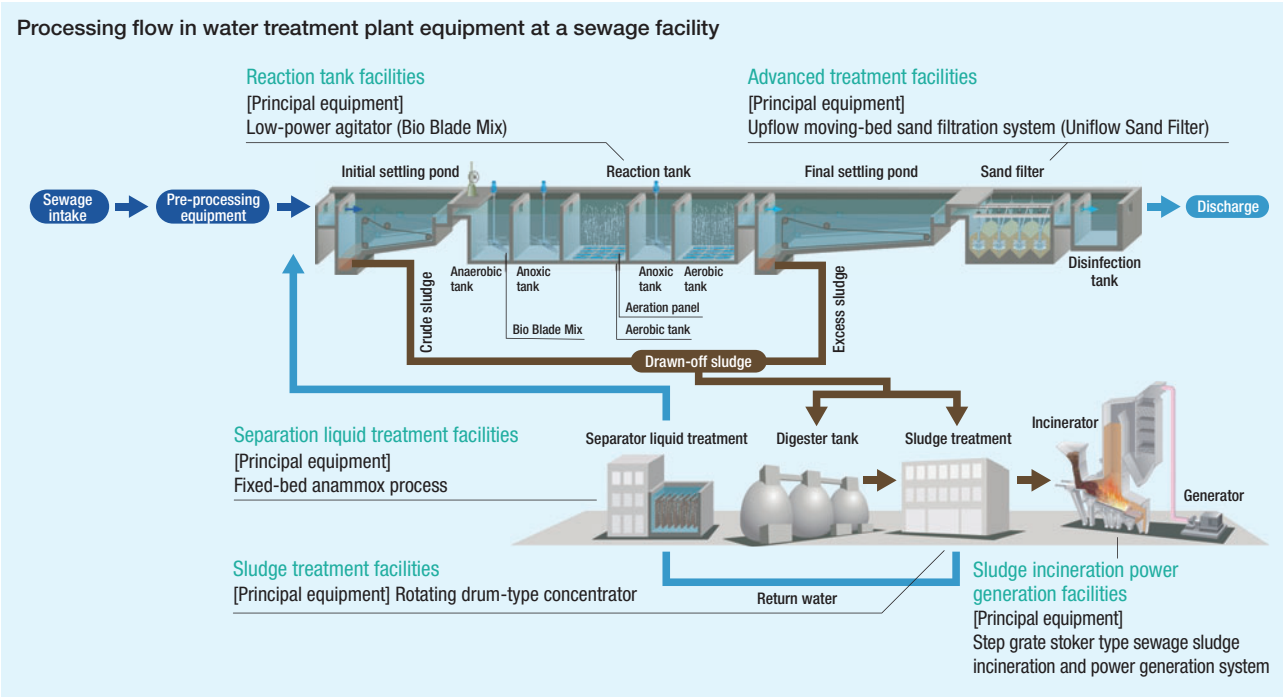 Processing flow in water treatment plant equipment at a sewage facility
Reaction tank facilities
[Principal equipment]
Low-power agitator (Bio Blade Mix)
Advanced treatment facilities
[Principal equipment]
Upflow moving-bed sand filtration system (Uniflow Sand Filter)
Initial settling pond
Reaction tank
Final settling pond
Sand filter
Sewage
intake
Pre-processing
equipment
Discharge
Anaerobic
tank
Anoxic
tank
Anoxic
tank
Aerobic
tank
Disinfection
tank
Aeration panel
Bio Blade Mix
Aerobic tank
Crude sludge
Excess sludge
Drawn-off sludge
Separation liquid treatment facilities
[Principal equipment]
Fixed-bed anammox process
Separator liquid treatment
Digester tank
Sludge treatment
Incinerator
Generator
Sludge treatment facilities
[Principal equipment] Rotating drum-type concentrator
Return water
Sludge incineration power
generation facilities
[Principal equipment]
Step grate stoker type sewage sludge
incineration and power generation system